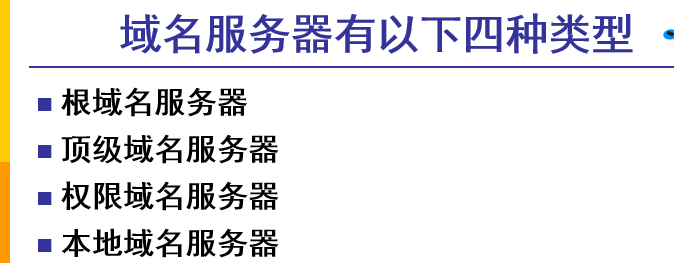 域名服务器有以下四种类型
根域名服务器
顶级域名服务器
权限域名服务器
本地域名服务器